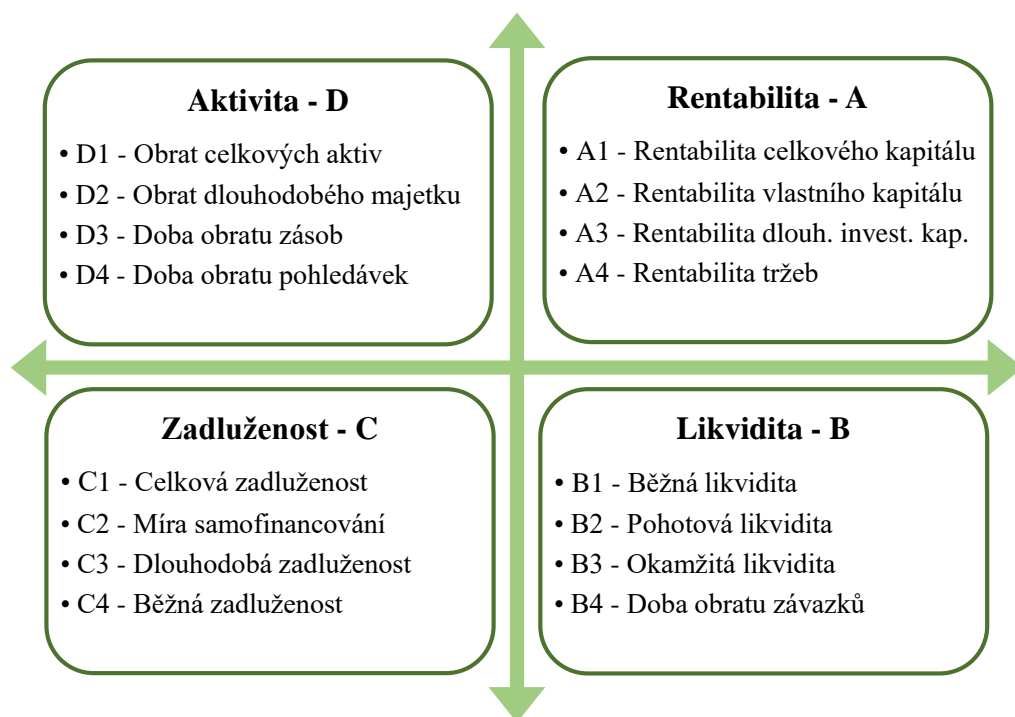 Aktivita - D
• D1 - Obrat celkových aktiv
• D2 - Obrat dlouhodobého majetku
• D3 - Doba obratu zásob
• D4 - Doba obratu pohledávek
Rentabilita - A
• A1 - Rentabilita celkového kapitálu
• A2 - Rentabilita vlastního kapitálu
• A3 - Rentabilita dlouh. invest. kap.
• A4 - Rentabilita tržeb
Zadluženost - C
• C1 - Celková zadluženost
• C2 - Míra samofinancování
• C3 - Dlouhodobá zadluženost
• C4 - Běžná zadluženost
Likvidita - B
• B1 - Běžná likvidita
• B2 - Pohotová likvidita
• B3 - Okamžitá likvidita
• B4 - Doba obratu závazků